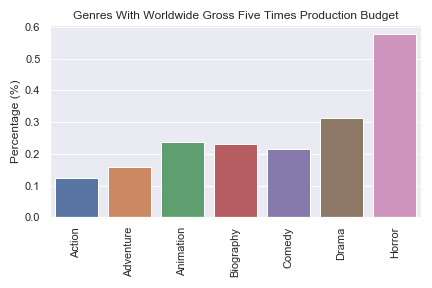 Genres With Worldwide Gross Five Times Production Budget
Percentage (%)
0.6
0.5
0.4
0.3
0.2
0.1
0.0
Action
Adventure
Animation
Biography
Comedy
Drama
Horror